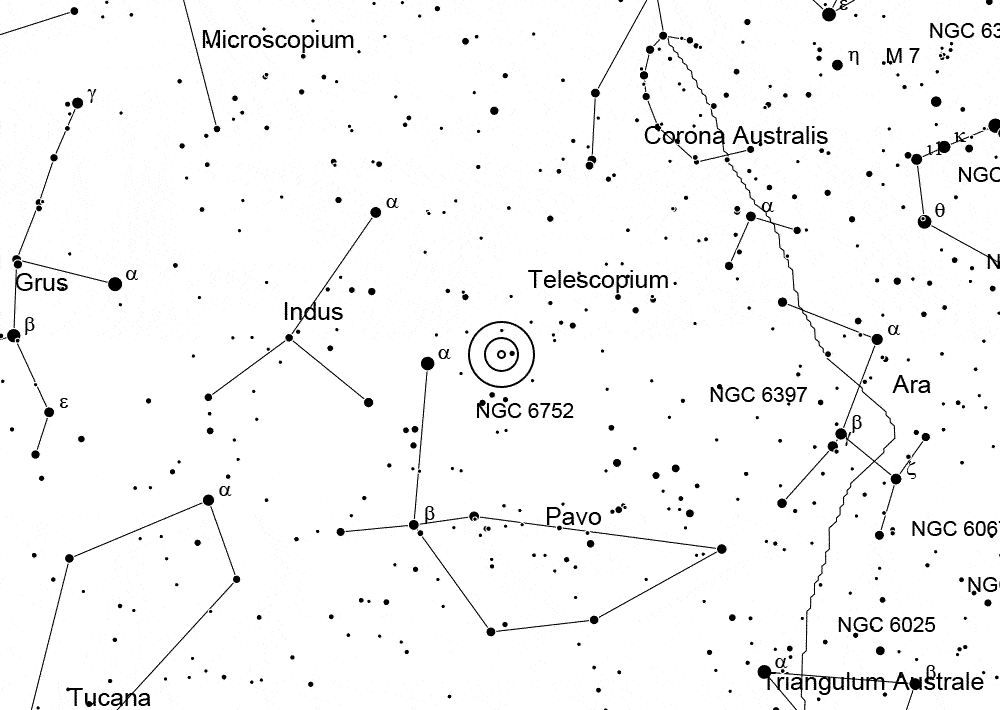 ε
NGC 63
Microscopium
η
M 7
γ
Corona Australis
κ
ι1
NGC
α
α
θ
α
N
Grus
Telescopium
Indus
β
α
α
Ara
NGC 6397
ε
NGC 6752
β
γ
ζ
α
β
Pavo
NGC 606
NG
NGC 6025
α
β
Triangulum Australe
Tucana